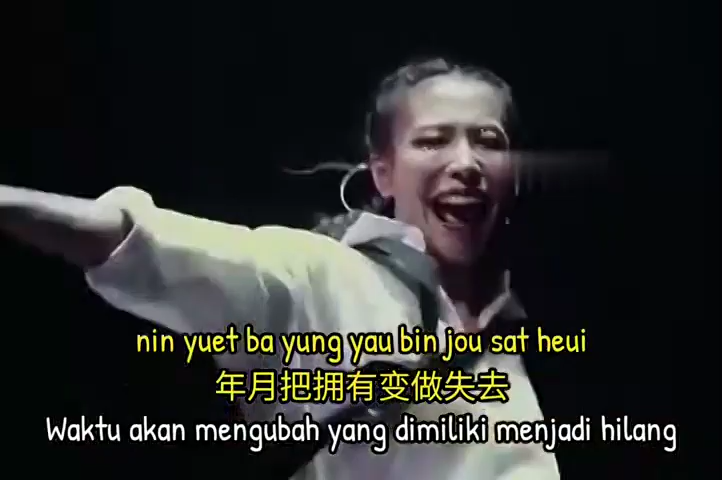 nin yuet ba yung yau bin jou sat heui
年月把拥有变做失去
Waktu akan mengubah yang dimiliki menjadi hilang